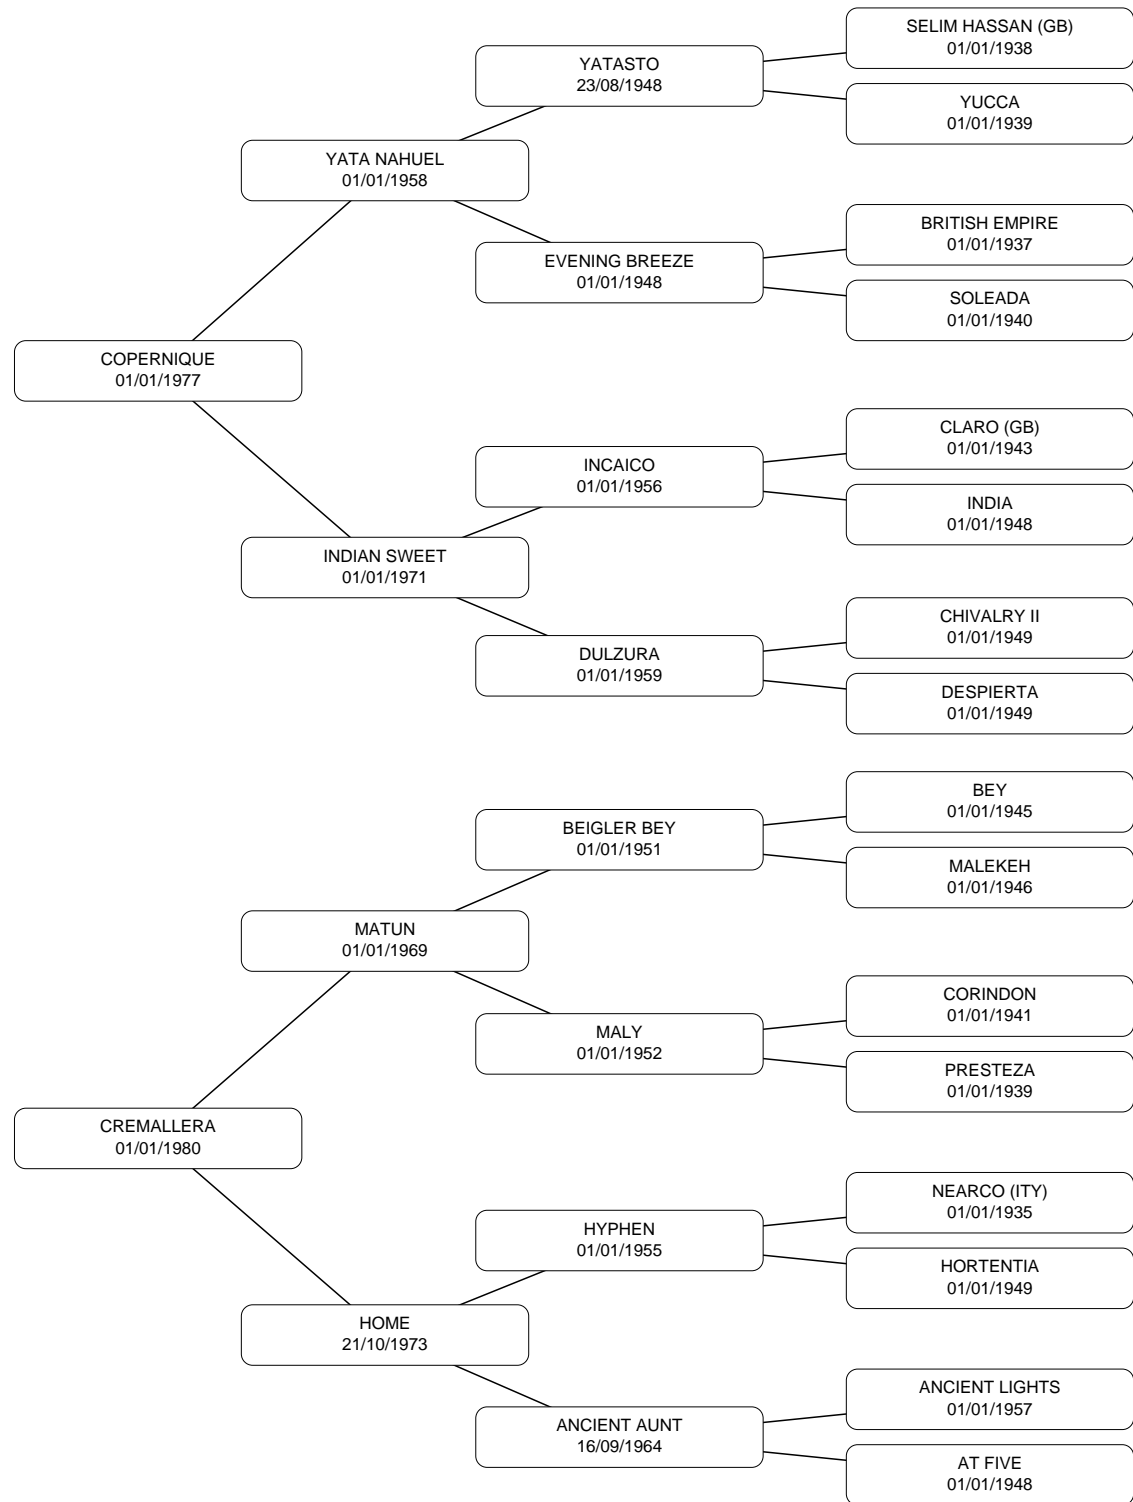 SELIM HASSAN (GB)
01/01/1938
YATASTO
23/08/1948
YUCCA
01/01/1939
YATA NAHUEL
01/01/1958
BRITISH EMPIRE
01/01/1937
EVENING BREEZE
01/01/1948
SOLEADA
01/01/1940
COPERNIQUE
01/01/1977
CLARO (GB)
01/01/1943
INCAICO
01/01/1956
INDIA
01/01/1948
INDIAN SWEET
01/01/1971
CHIVALRY II
01/01/1949
DULZURA
01/01/1959
DESPIERTA
01/01/1949
BEY
01/01/1945
BEIGLER BEY
01/01/1951
MALEKEH
01/01/1946
MATUN
01/01/1969
CORINDON
01/01/1941
MALY
01/01/1952
PRESTEZA
01/01/1939
CREMALLERA
01/01/1980
NEARCO (ITY)
01/01/1935
HYPHEN
01/01/1955
HORTENTIA
01/01/1949
HOME
21/10/1973
ANCIENT LIGHTS
01/01/1957
ANCIENT AUNT
16/09/1964
AT FIVE
01/01/1948